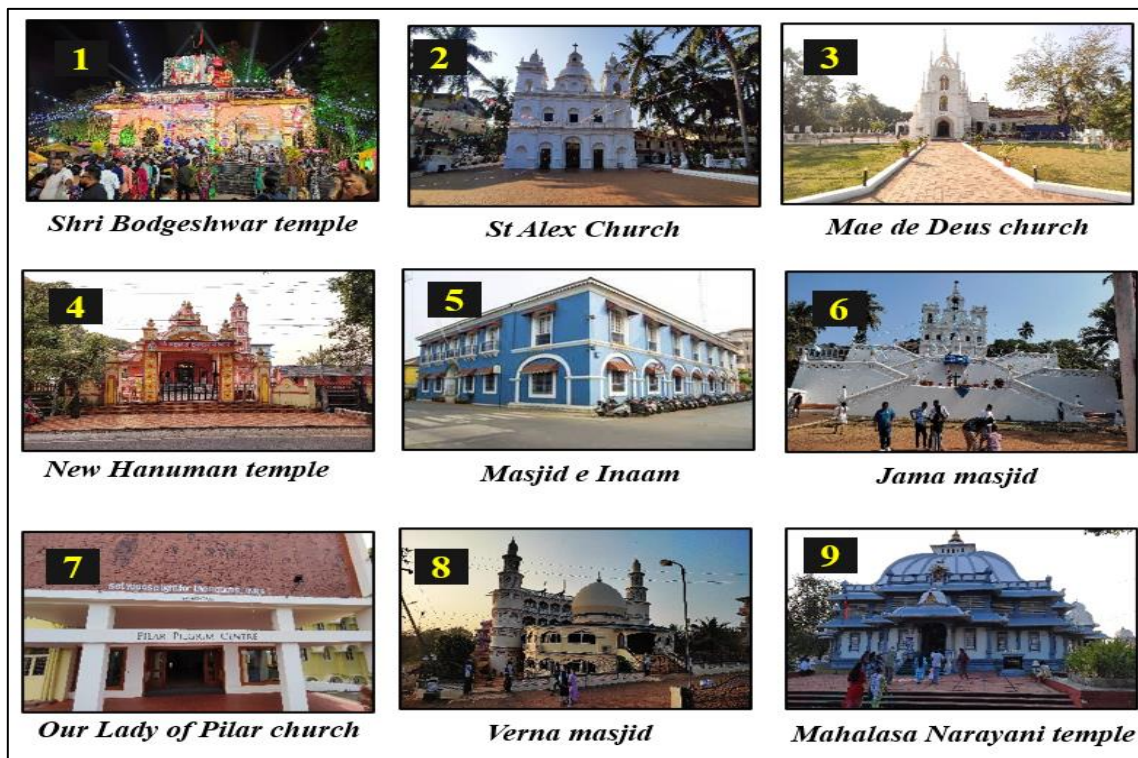 1
2
3
Shri Bodgeshwar temple
St Alex Church
Mae de Deus church
4
5
6
New Hanuman temple
Masjid e Inaam
Jama masjid
7
8
9
PILAR PILGRIM CENTRE
Our Lady of Pilar church
Verna masjid
Mahalasa Narayani temple